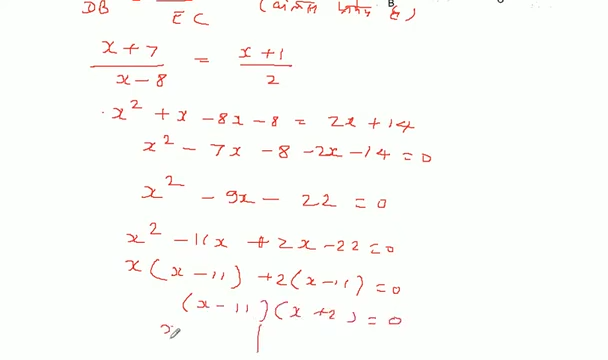 DB = EC
x + 7 / x − 8 = x + 1 / 2
x² + x − 8x − 8 = 2x + 14
x² − 7x − 8 − 2x − 14 = 0
x² − 9x − 22 = 0
x² − 11x + 2x − 22 = 0
x(x − 11) + 2(x − 11) = 0
(x − 11)(x + 2) = 0
x
B